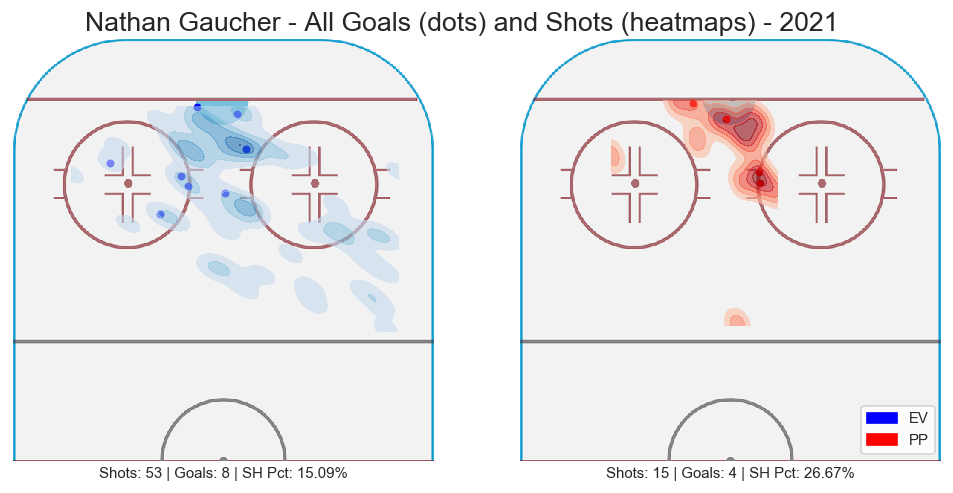 Nathan Gaucher - All Goals (dots) and Shots (heatmaps) - 2021
EV
PP
Shots: 53 | Goals: 8 | SH Pct: 15.09%
Shots: 15 | Goals: 4 | SH Pct: 26.67%